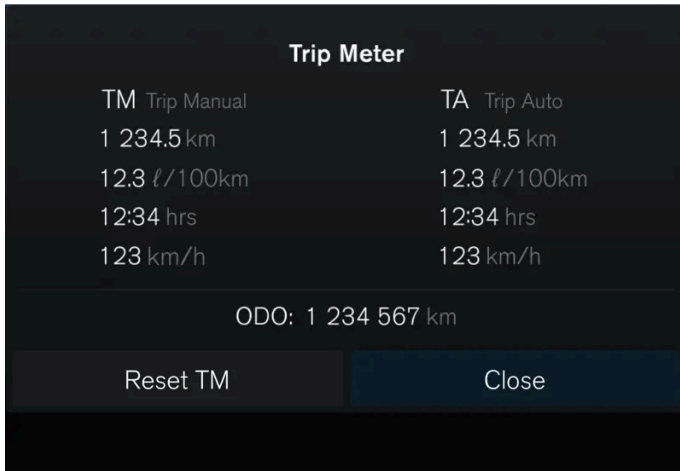 Trip Meter
TM Trip Manual
1 234.5 km
12.3 ℓ/100km
12:34 hrs
123 km/h
TA Trip Auto
1 234.5 km
12.3 ℓ/100km
12:34 hrs
123 km/h
ODO: 1 234 567 km
Reset TM
Close